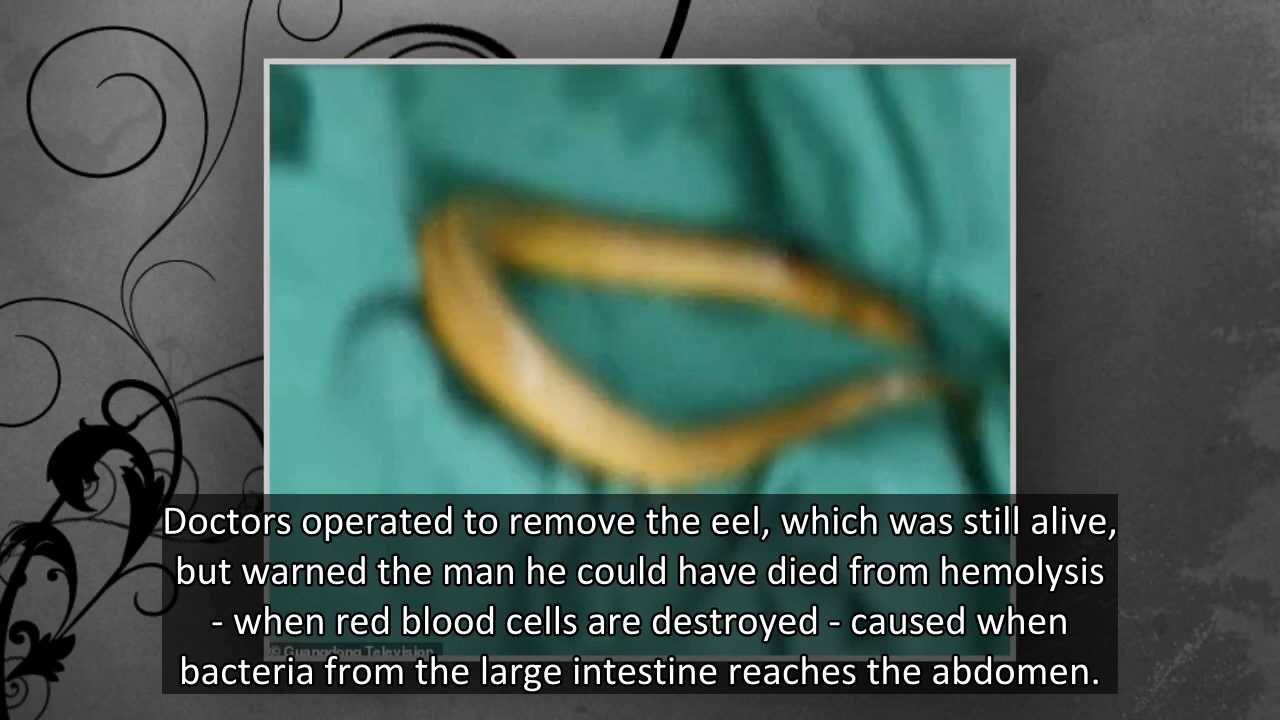 Doctors operated to remove the eel, which was still alive,
but warned the man he could have died from hemolysis
- when red blood cells are destroyed - caused when
© Guangdong Television
bacteria from the large intestine reaches the abdomen.